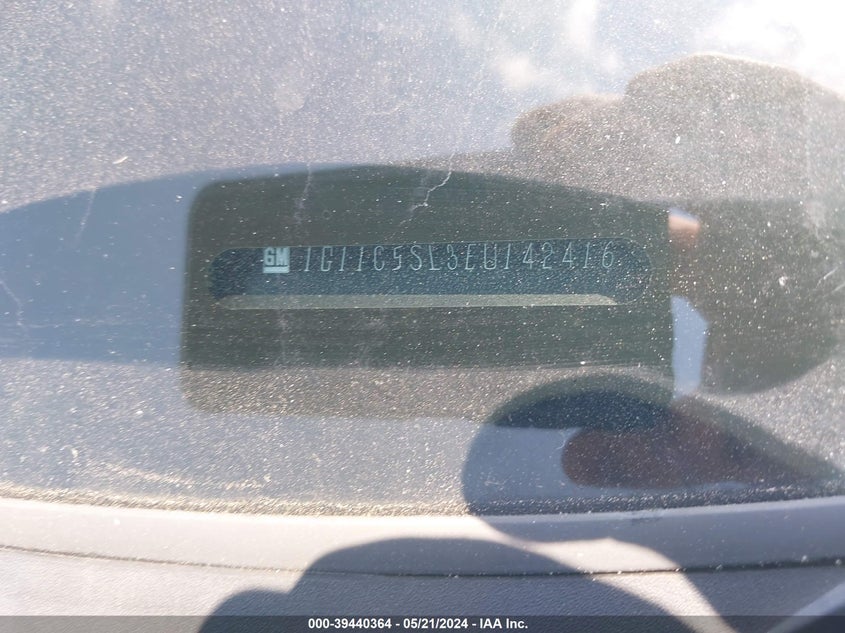 GM 1G11C5SL3EU142416
000-39440364 - 05/21/2024 - IAA Inc.